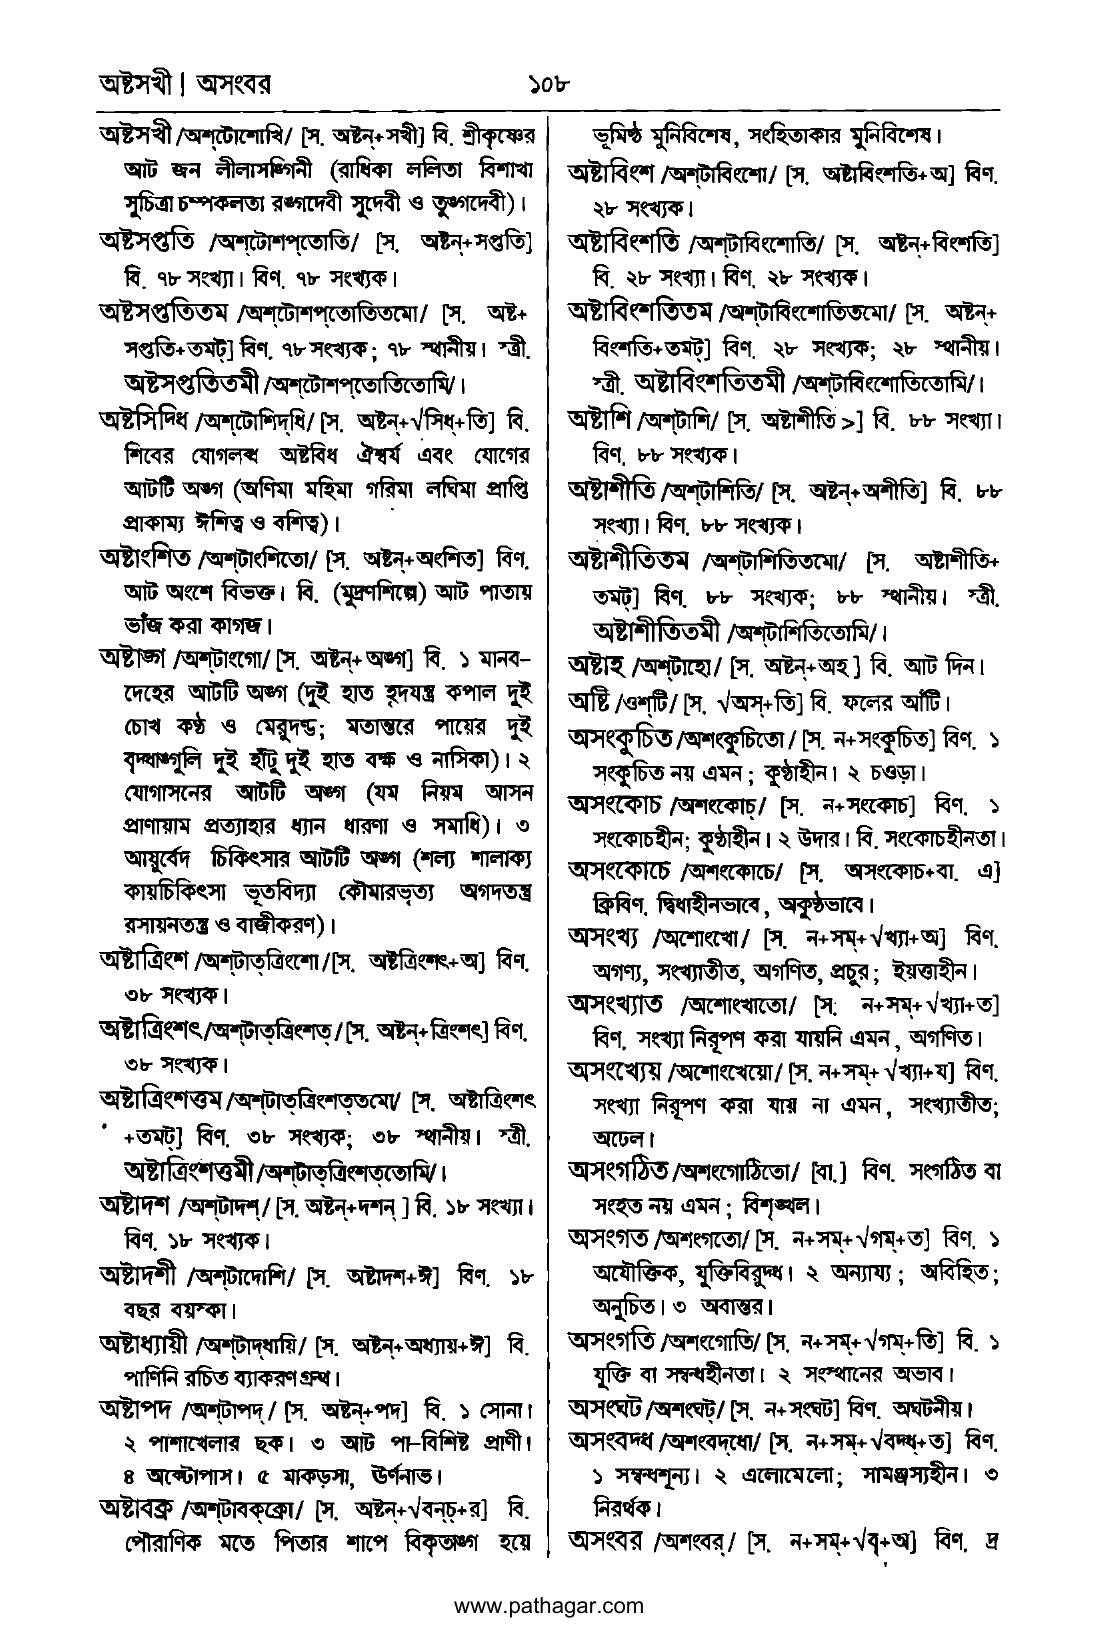 অষ্টসখী | অসংবর
১০৮
অষ্টসখী /অশ্‌টোশোখি/ [স. অষ্টন্‌+সখী] বি. শ্রীকৃষ্ণের
আট জন লীলাসঙ্গিনী (রাধিকা ললিতা বিশাখা
সুচিত্রা চম্পকলতা রঙ্গদেবী সুদেবী ও তুঙ্গদেবী)।
অষ্টসপ্ততি /অশ্‌টোশপ্‌তোতি/ [স. অষ্টন্‌+সপ্ততি]
বি. ৭৮ সংখ্যা। বিণ. ৭৮ সংখ্যক।
অষ্টসপ্ততিতম /অশ্‌টোশপ্‌তোতিতমো/ [স. অষ্ট+
সপ্ততি+তমট্‌] বিণ. ৭৮ সংখ্যক; ৭৮ স্থানীয়। স্ত্রী.
অষ্টসপ্ততিতমী /অশ্‌টোশপ্‌তোতিতোমি/।
অষ্টসিদ্ধি /অশ্‌টোশিদ্‌ধি/ [স. অষ্টন্‌+√সিধ্‌+তি] বি.
শিবের যোগলব্ধ অষ্টবিধ ঐশ্বর্য এবং যোগের
আটটি অঙ্গ (অণিমা মহিমা গরিমা লঘিমা প্রাপ্তি
প্রাকাম্য ঈশিত্ব ও বশিত্ব)।
অষ্টাংশিত /অশ্‌টাংশিতো/ [স. অষ্টন্‌+অংশিত] বিণ.
আট অংশে বিভক্ত। বি. (মুদ্রণশিল্পে) আট পাতায়
ভাঁজ করা কাগজ।
অষ্টাঙ্গ /অশ্‌টাংগো/ [স. অষ্টন্‌+অঙ্গ] বি. ১ মানব-
দেহের আটটি অঙ্গ (দুই হাত হৃদযন্ত্র কপাল দুই
চোখ কণ্ঠ ও মেরুদণ্ড; মতান্তরে পায়ের দুই
বৃদ্ধাঙ্গুলি দুই হাঁটু দুই হাত বক্ষ ও নাসিকা)। ২
যোগাসনের আটটি অঙ্গ (যম নিয়ম আসন
প্রাণায়াম প্রত্যাহার ধ্যান ধারণা ও সমাধি)। ৩
আয়ুর্বেদ চিকিৎসার আটটি অঙ্গ (শল্য শালাক্য
কায়চিকিৎসা ভূতবিদ্যা কৌমারভৃত্য অগদতন্ত্র
রসায়নতন্ত্র ও বাজীকরণ)।
অষ্টাত্রিংশ /অশ্‌টাত্‌ত্রিংশো/ [স. অষ্টত্রিংশৎ+অ] বিণ.
৩৮ সংখ্যক।
অষ্টাত্রিংশৎ /অশ্‌টাত্‌ত্রিংশত্‌/ [স. অষ্টন্‌+ত্রিংশৎ] বিণ.
৩৮ সংখ্যক।
অষ্টাত্রিংশত্তম /অশ্‌টাত্‌ত্রিংশত্‌তমো/ [স. অষ্টাত্রিংশৎ
+তমট্‌] বিণ. ৩৮ সংখ্যক; ৩৮ স্থানীয়। স্ত্রী.
অষ্টাত্রিংশত্তমী /অশ্‌টাত্‌ত্রিংশত্‌তোমি/।
অষ্টাদশ /অশ্‌টাদশ্‌/ [স. অষ্টন্‌+দশন্‌ ] বি. ১৮ সংখ্যা।
বিণ. ১৮ সংখ্যক।
অষ্টাদশী /অশ্‌টাদোশি/ [স. অষ্টাদশ+ঈ] বিণ. ১৮
বছর বয়স্কা।
অষ্টাধ্যায়ী /অশ্‌টাদ্‌ধায়ি/ [স. অষ্টন্‌+অধ্যায়+ঈ] বি.
পাণিনি রচিত ব্যাকরণগ্রন্থ।
অষ্টাপদ /অশ্‌টাপদ্‌/ [স. অষ্টন্‌+পদ] বি. ১ সোনা।
২ পাশাখেলার ছক। ৩ আট পা-বিশিষ্ট প্রাণী।
৪ অক্টোপাস। ৫ মাকড়সা, ঊর্ণনাভ।
অষ্টাবক্র /অশ্‌টাবক্‌ক্রো/ [স. অষ্টন্‌+√বন্‌চ্‌+র] বি.
পৌরাণিক মতে পিতার শাপে বিকৃতাঙ্গ হয়ে
ভূমিষ্ঠ মুনিবিশেষ, সংহিতাকার মুনিবিশেষ।
অষ্টাবিংশ /অশ্‌টাবিংশো/ [স. অষ্টাবিংশতি+অ] বিণ.
২৮ সংখ্যক।
অষ্টাবিংশতি /অশ্‌টাবিংশোতি/ [স. অষ্টন্‌+বিংশতি]
বি. ২৮ সংখ্যা। বিণ. ২৮ সংখ্যক।
অষ্টাবিংশতিতম /অশ্‌টাবিংশোতিতমো/ [স. অষ্টন্‌+
বিংশতি+তমট্‌] বিণ. ২৮ সংখ্যক; ২৮ স্থানীয়।
স্ত্রী. অষ্টাবিংশতিতমী /অশ্‌টাবিংশোতিতোমি/।
অষ্টাশি /অশ্‌টাশি/ [স. অষ্টাশীতি >] বি. ৮৮ সংখ্যা।
বিণ. ৮৮ সংখ্যক।
অষ্টাশীতি /অশ্‌টাশিতি/ [স. অষ্টন্‌+অশীতি] বি. ৮৮
সংখ্যা। বিণ. ৮৮ সংখ্যক।
অষ্টাশীতিতম /অশ্‌টাশিতিতমো/ [স. অষ্টাশীতি+
তমট্‌] বিণ. ৮৮ সংখ্যক; ৮৮ স্থানীয়। স্ত্রী.
অষ্টাশীতিতমী /অশ্‌টাশিতিতোমি/।
অষ্টাহ /অশ্‌টাহো/ [স. অষ্টন্‌+অহ] বি. আট দিন।
অষ্টি /ওশ্‌টি/ [স. √অস্‌+তি] বি. ফলের আঁটি।
অসংকুচিত /অশংকুচিতো/ [স. ন+সংকুচিত] বিণ. ১
সংকুচিত নয় এমন; কুণ্ঠাহীন। ২ চওড়া।
অসংকোচ /অশংকোচ্‌/ [স. ন+সংকোচ] বিণ. ১
সংকোচহীন; কুণ্ঠাহীন। ২ উদার। বি. সংকোচহীনতা।
অসংকোচে /অশংকোচে/ [স. অসংকোচ+বা. এ]
ক্রিবিণ. দ্বিধাহীনভাবে, অকুণ্ঠভাবে।
অসংখ্য /অশোংখো/ [স. ন+সম্‌+√খ্যা+অ] বিণ.
অগণ্য, সংখ্যাতীত, অগণিত, প্রচুর; ইয়ত্তাহীন।
অসংখ্যাত /অশোংখাতো/ [স. ন+সম্‌+√খ্যা+ত]
বিণ. সংখ্যা নিরূপণ করা যায়নি এমন, অগণিত।
অসংখ্যেয় /অশোংখেয়ো/ [স. ন+সম্‌+√খ্যা+য] বিণ.
সংখ্যা নিরূপণ করা যায় না এমন, সংখ্যাতীত;
অঢেল।
অসংগঠিত /অশংগোঠিতো/ [বা.] বিণ. সংগঠিত বা
সংহত নয় এমন; বিশৃঙ্খল।
অসংগত /অশংগতো/ [স. ন+সম্‌+√গম্‌+ত] বিণ. ১
অযৌক্তিক, যুক্তিবিরুদ্ধ। ২ অন্যায্য; অবিহিত;
অনুচিত। ৩ অবান্তর।
অসংগতি /অশংগোতি/ [স. ন+সম্‌+√গম্‌+তি] বি. ১
যুক্তি বা সম্বন্ধহীনতা। ২ সংস্থানের অভাব।
অসংঘট /অশংঘট্‌/ [স. ন+সংঘট] বিণ. অঘটনীয়।
অসংবদ্ধ /অশংবদ্‌ধো/ [স. ন+সম্‌+√বন্ধ্‌+ত] বিণ.
১ সম্বন্ধশূন্য। ২ এলোমেলো; সামঞ্জস্যহীন। ৩
নিরর্থক।
অসংবর /অশংবর্‌/ [স. ন+সম্‌+√বৃ+অ] বিণ. দ্র
www.pathagar.com